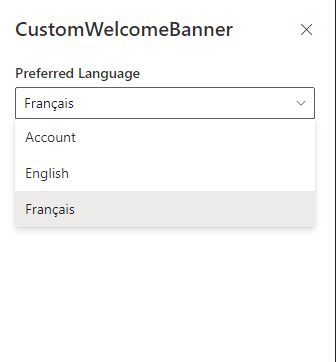 CustomWelcomeBanner
Preferred Language
Français
Account
English
Français